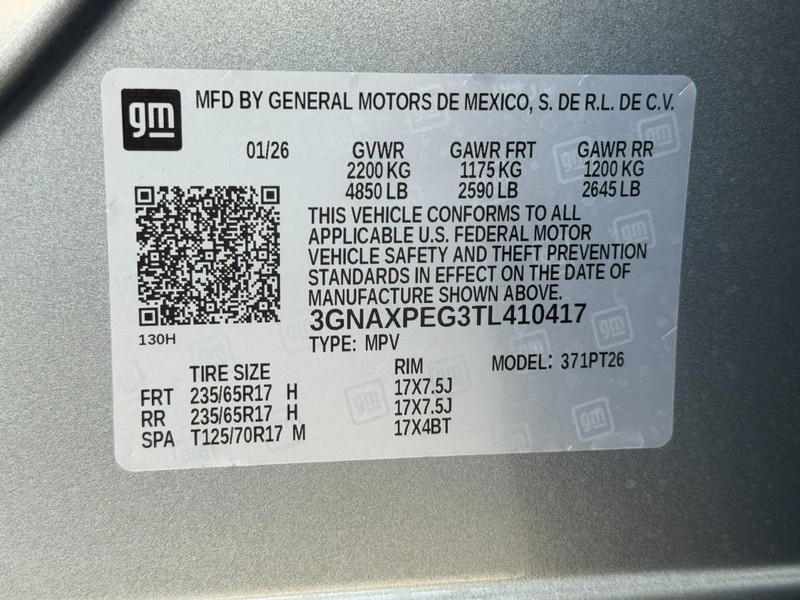 gm MFD BY GENERAL MOTORS DE MEXICO, S. DE R.L. DE C.V.
01/26 GVWR GAWR FRT GAWR RR
2200 KG 1175 KG 1200 KG
4850 LB 2590 LB 2645 LB
THIS VEHICLE CONFORMS TO ALL
APPLICABLE U.S. FEDERAL MOTOR
VEHICLE SAFETY AND THEFT PREVENTION
STANDARDS IN EFFECT ON THE DATE OF
MANUFACTURE SHOWN ABOVE.
3GNAXPEG3TL410417
130H
TYPE: MPV
TIRE SIZE RIM MODEL: 371PT26
FRT 235/65R17 H 17X7.5J
RR 235/65R17 H 17X7.5J
SPA T125/70R17 M 17X4BT